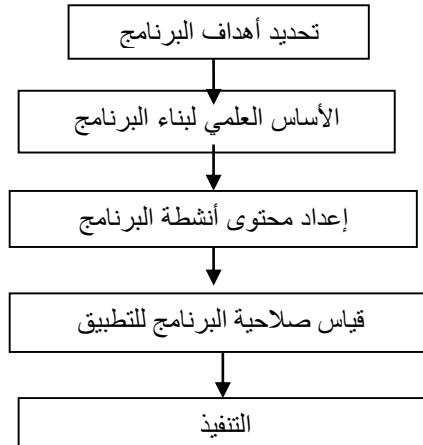 تحديد أهداف البرنامج
الأساس العلمي لبناء البرنامج
إعداد محتوى أنشطة البرنامج
قياس صلاحية البرنامج للتطبيق
التنفيذ